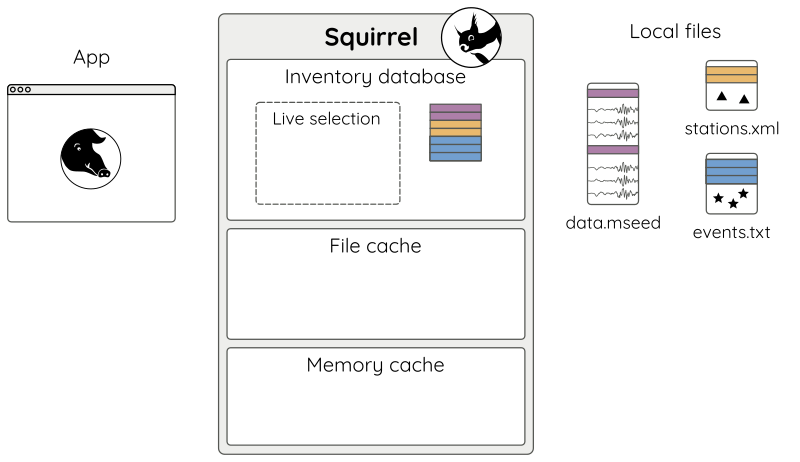 App
Squirrel
Inventory database
Live selection
File cache
Memory cache
Local files
data.mseed
stations.xml
events.txt